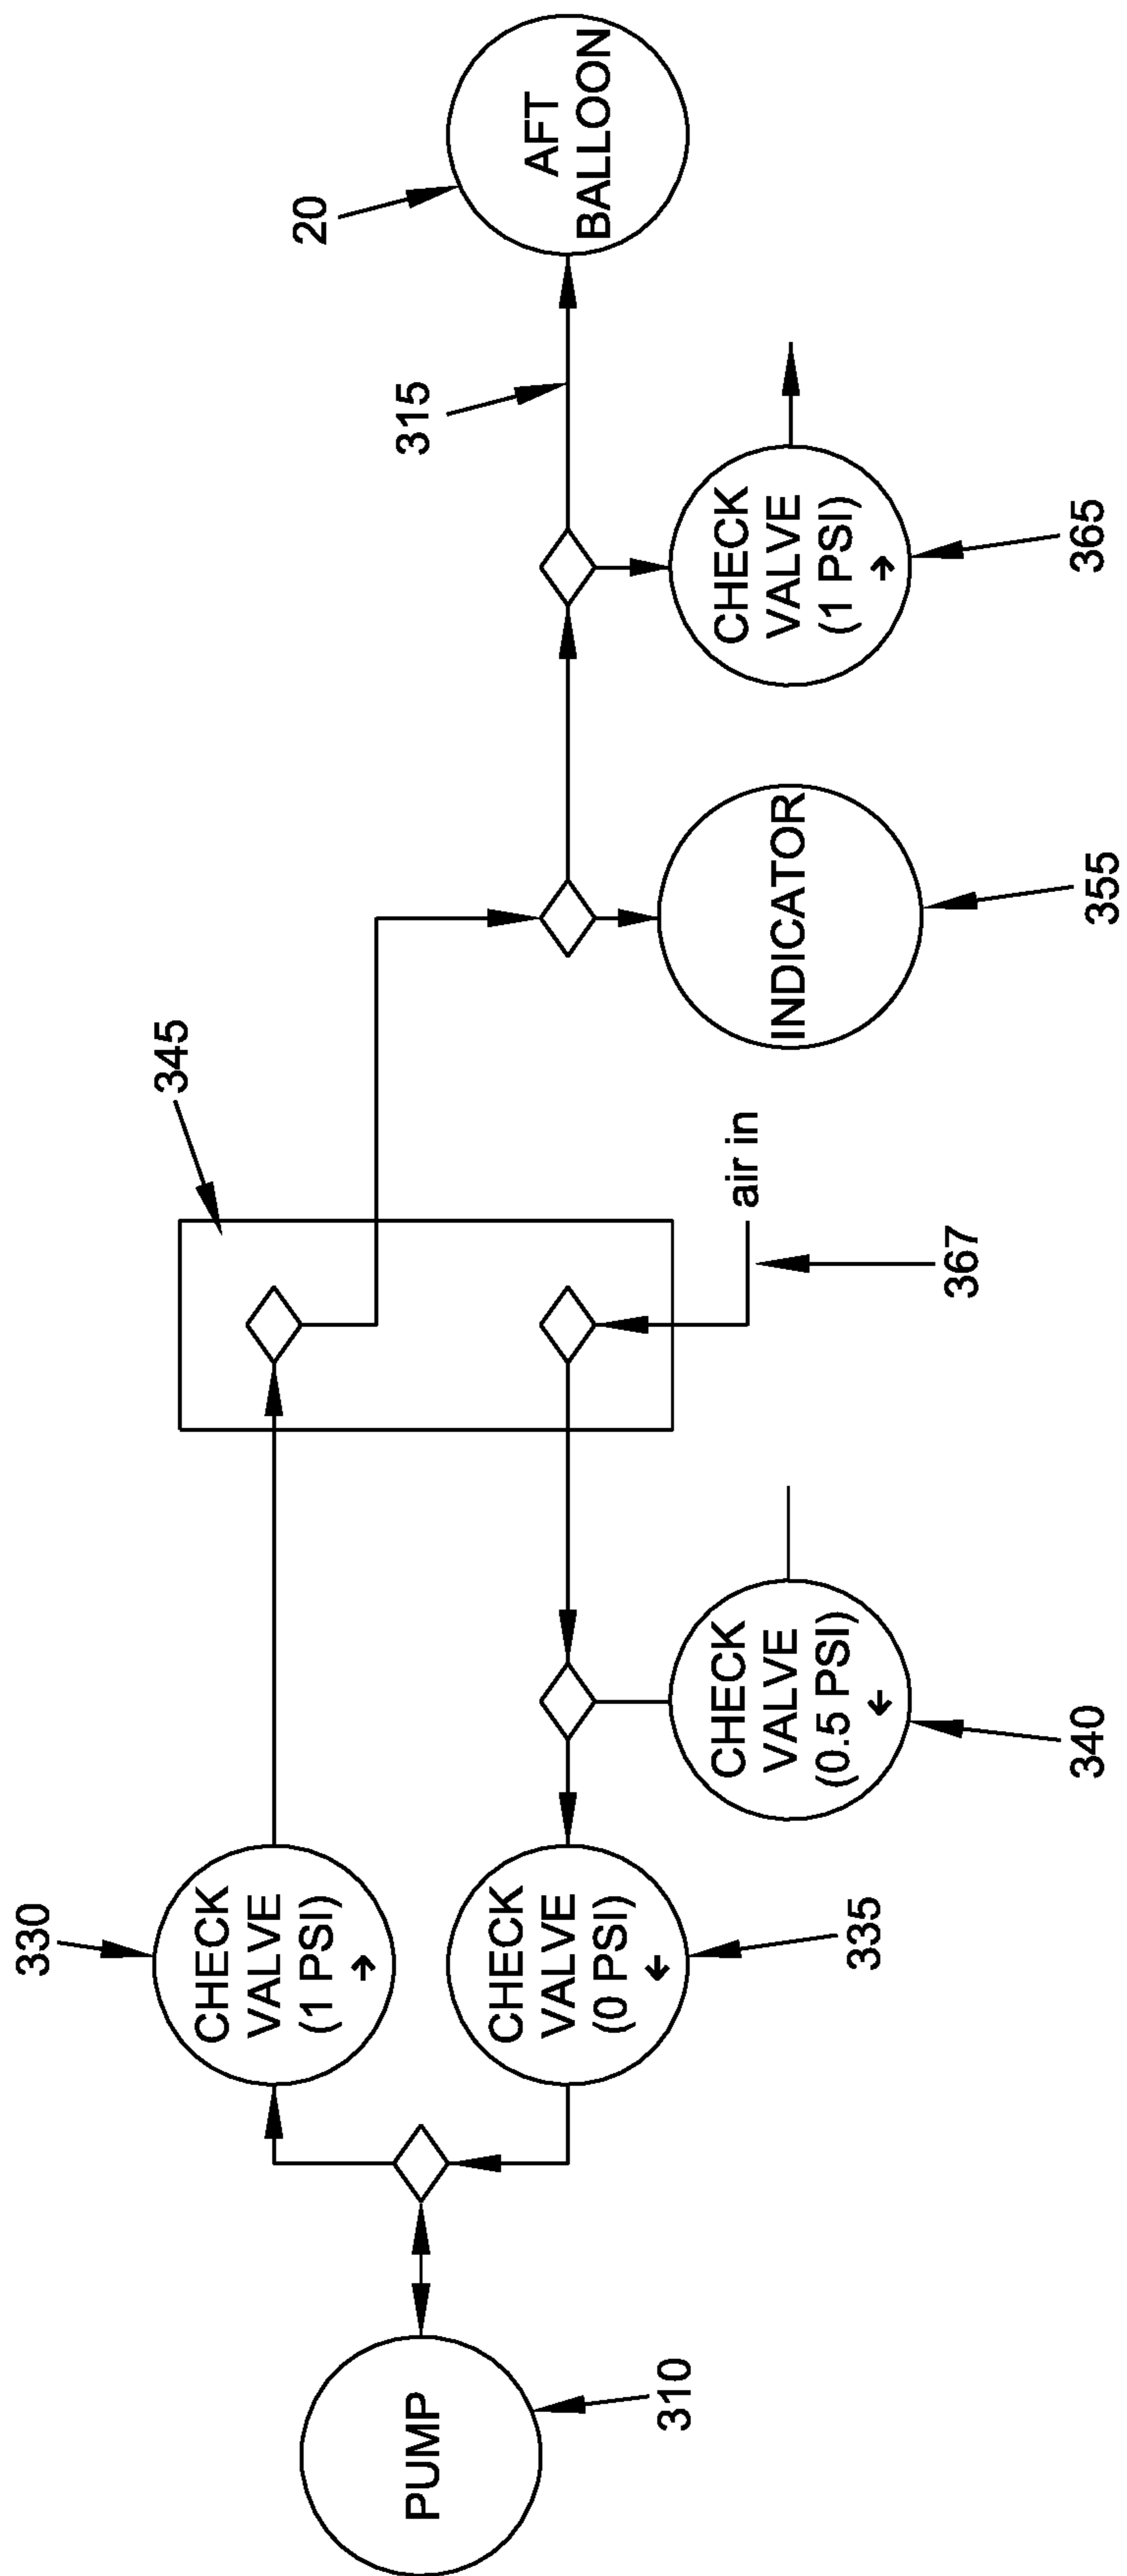 345
330
CHECK
VALVE
(1 PSI)
→
20
AFT
BALLOON
315
PUMP
310
CHECK
VALVE
(0 PSI)
←
335
air in
367
CHECK
VALVE
(0.5 PSI)
←
340
INDICATOR
355
CHECK
VALVE
(1 PSI)
→
365